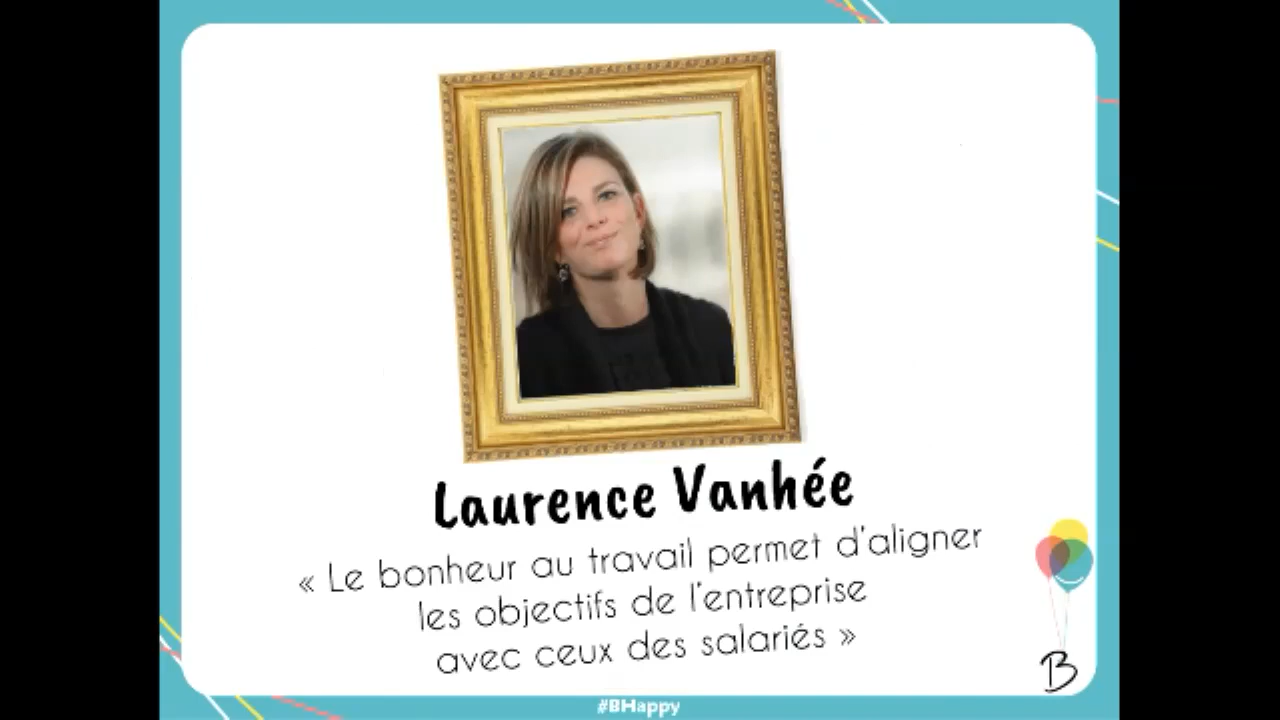 Laurence Vanhée
« Le bonheur au travail permet d'aligner
les objectifs de l'entreprise
avec ceux des salariés »
B
#BHappy